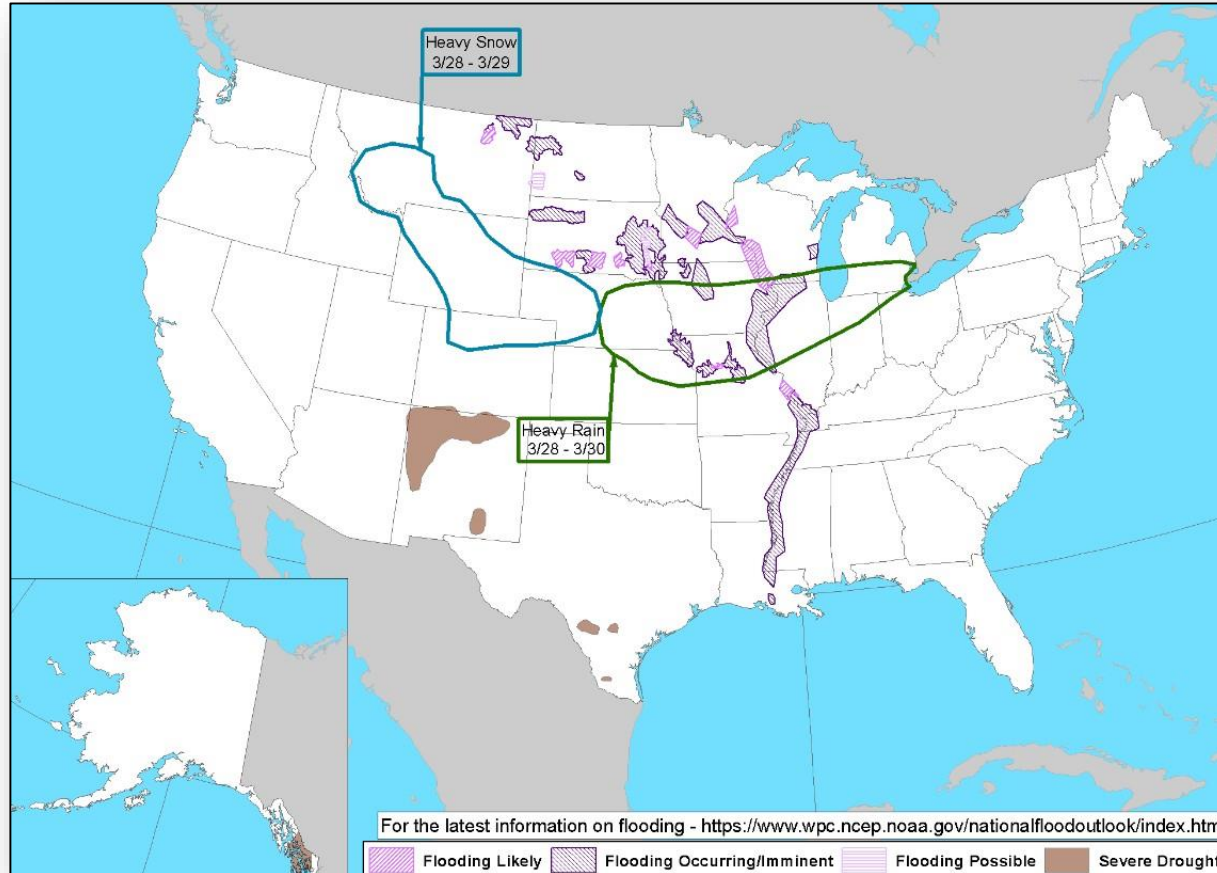 Heavy Snow
3/28 - 3/29
Heavy Rain
3/28 - 3/30
For the latest information on flooding - https://www.wpc.ncep.noaa.gov/nationalfloodoutlook/index.htm
Flooding Likely
Flooding Occurring/Imminent
Flooding Possible
Severe Drought